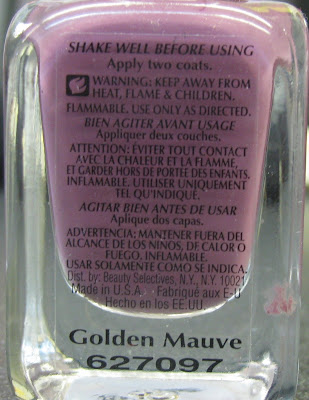 SHAKE WELL BEFORE USING
Apply two coats.
WARNING: KEEP AWAY FROM
HEAT, FLAME & CHILDREN.
FLAMMABLE, USE ONLY AS DIRECTED.
BIEN AGITER AVANT USAGE
Appliquer deux couches.
ATTENTION: ÉVITER TOUT CONTACT
AVEC LA CHALEUR ET LA FLAMME,
ET GARDER HORS DE PORTÉE DES ENFANTS.
INFLAMABLE. UTILISER UNIQUEMENT
TEL QU'INDIQUE.
AGITAR BIEN ANTES DE USAR
Aplique dos capas.
ADVERTENCIA: MANTENER FUERA DEL
ALCANCE DE LOS NINOS, DE CALOR O
FUEGO. INFLAMABLE.
USAR SOLAMENTE COMO SE INDICA.
Dist. by: Beauty Selectives, N.Y., N.Y. 10021
Made in U.S.A. · Fabriqué aux E-U
Hecho en los EE UU.
Golden Mauve
627097